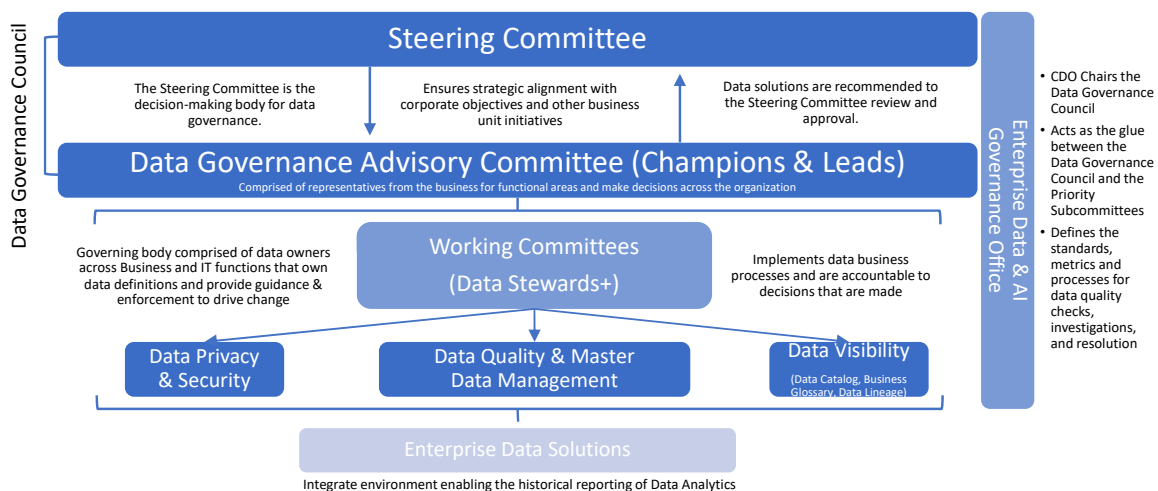 Data Governance Council
Steering Committee
The Steering Committee is the
decision-making body for data
governance.
Ensures strategic alignment with
corporate objectives and other business
unit initiatives
Data solutions are recommended to
the Steering Committee review and
approval.
Data Governance Advisory Committee (Champions & Leads)
Comprised of representatives from the business for functional areas and make decisions across the organization
Governing body comprised of data owners
across Business and IT functions that own
data definitions and provide guidance &
enforcement to drive change
Working Committees
(Data Stewards+)
Implements data business
processes and are accountable to
decisions that are made
Data Privacy
& Security
Data Quality & Master
Data Management
Data Visibility
(Data Catalog, Business
Glossary, Data Lineage)
Enterprise Data Solutions
Integrate environment enabling the historical reporting of Data Analytics
Enterprise Data & AI
Governance Office
• CDO Chairs the
Data Governance
Council
• Acts as the glue
between the
Data Governance
Council and the
Priority
Subcommittees
• Defines the
standards,
metrics and
processes for
data quality
checks,
investigations,
and resolution